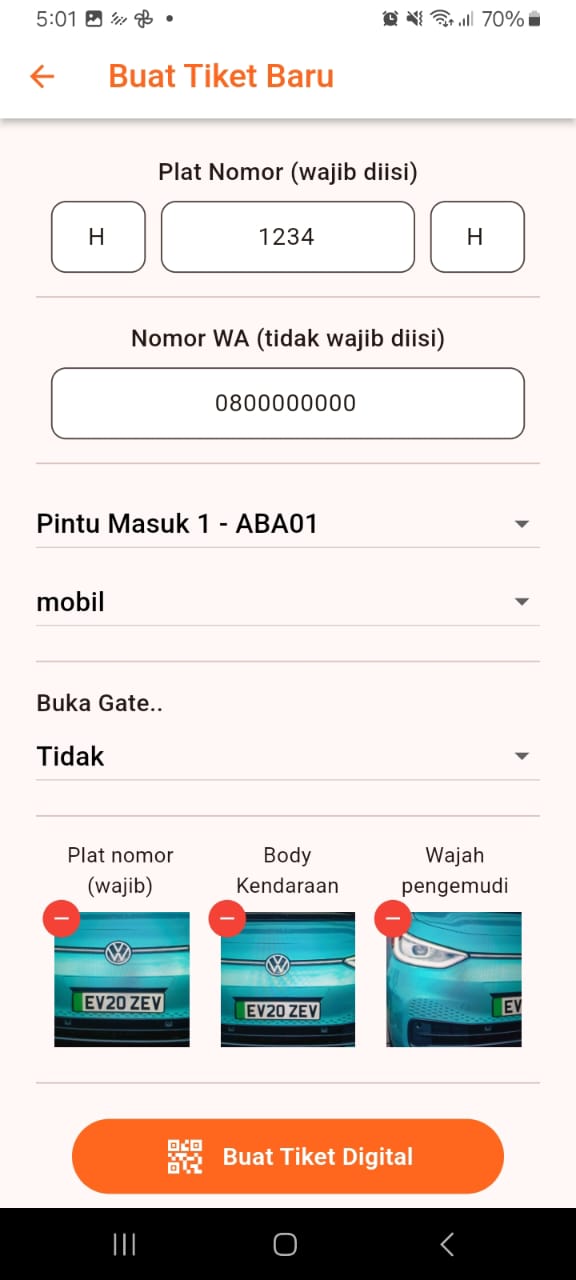 5:01 70%
Buat Tiket Baru
Plat Nomor (wajib diisi)
H 1234 H
Nomor WA (tidak wajib diisi)
0800000000
Pintu Masuk 1 - ABA01
mobil
Buka Gate..
Tidak
Plat nomor
(wajib)
Body
Kendaraan
Wajah
pengemudi
EV20 ZEV
EV20 ZEV
EV
Buat Tiket Digital